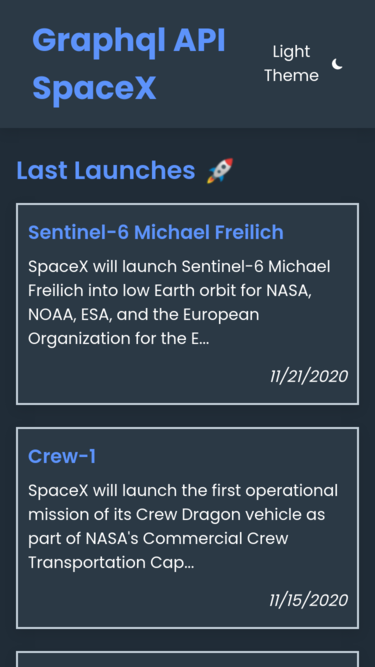 Graphql API
SpaceX
Light
Theme
Last Launches 🚀
Sentinel-6 Michael Freilich
SpaceX will launch Sentinel-6 Michael
Freilich into low Earth orbit for NASA,
NOAA, ESA, and the European
Organization for the E...
11/21/2020
Crew-1
SpaceX will launch the first operational
mission of its Crew Dragon vehicle as
part of NASA's Commercial Crew
Transportation Cap...
11/15/2020